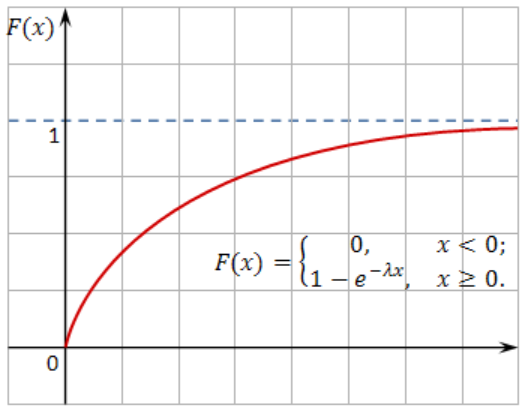 F(x)
1
F(x) = { 0, x < 0;
1 − e^{−λx}, x ≥ 0.
0